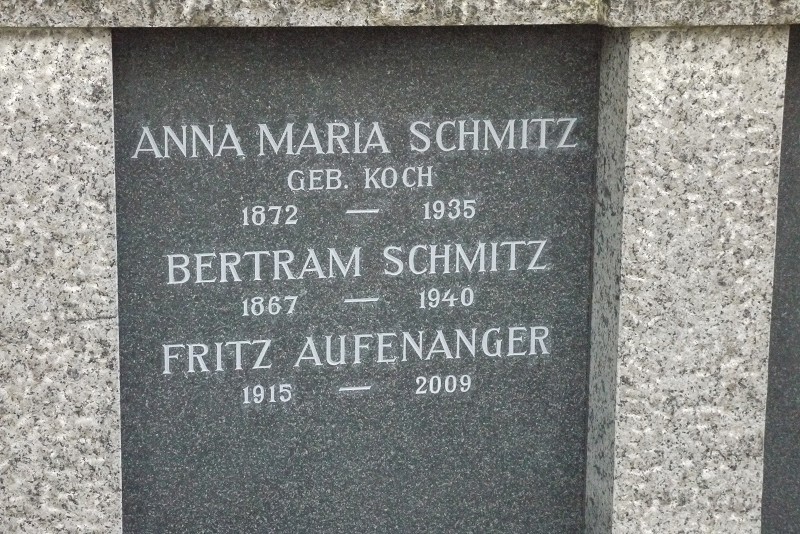 ANNA MARIA SCHMITZ
GEB. KOCH
1872 — 1935
BERTRAM SCHMITZ
1867 — 1940
FRITZ AUFENANGER
1915 — 2009